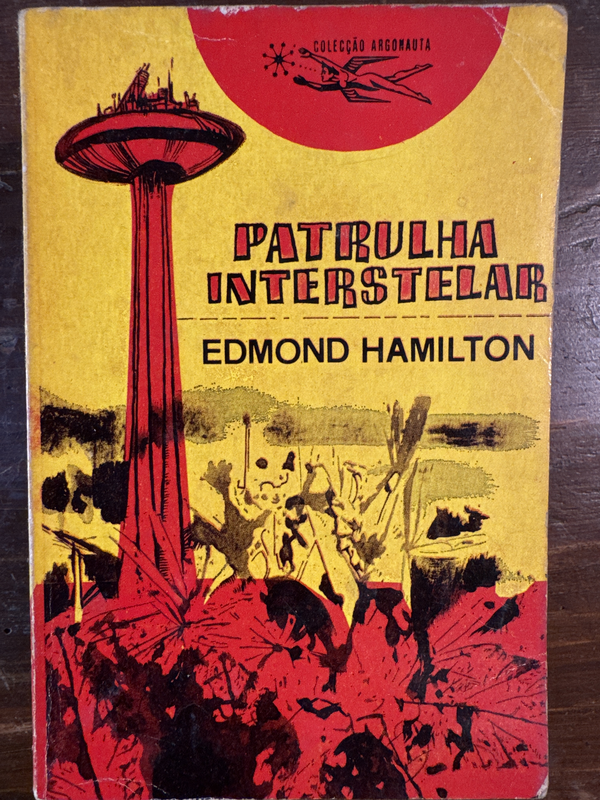 COLECÇÃO ARGONAUTA
PATRULHA
INTERSTELAR
EDMOND HAMILTON